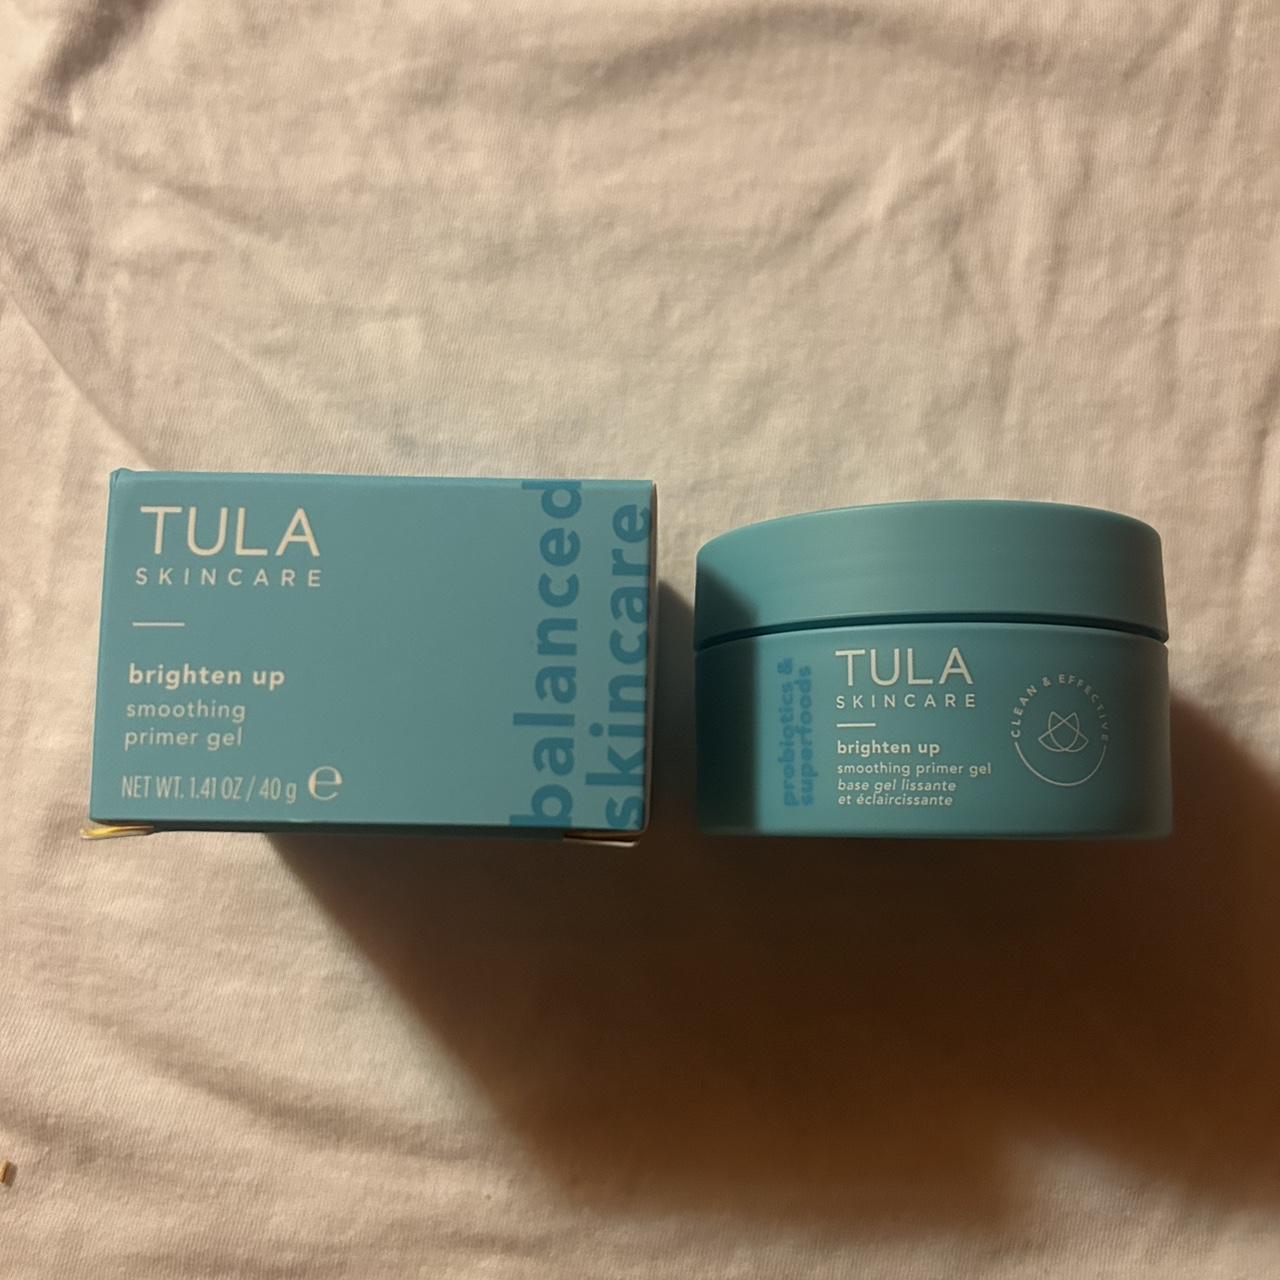 TULA
SKINCARE
brighten up
smoothing
primer gel
NET WT. 1.41 OZ / 40 g e
balanced
skincare
probiotics &
superfoods
TULA
SKINCARE
brighten up
smoothing primer gel
base gel lissante
et éclaircissante
CLEAN & EFFECTIVE